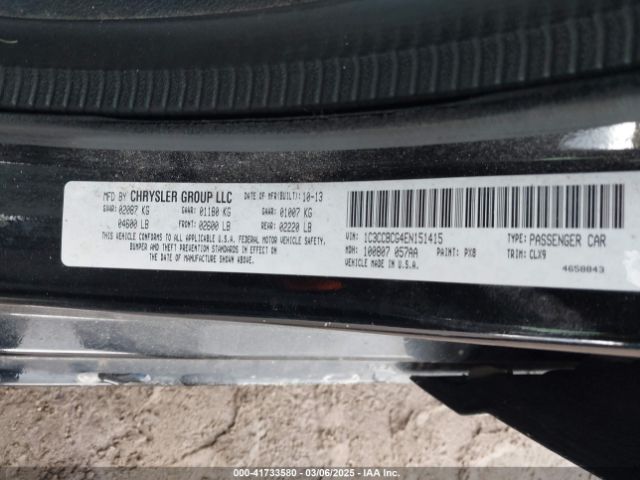 MFD BY CHRYSLER GROUP LLC DATE OF MFR(BUILT): 10-13
GVWR: 02087 KG GAWR: 01180 KG GAWR: 01007 KG
04600 LB FRONT: 02600 LB REAR: 02220 LB
THIS VEHICLE CONFORMS TO ALL APPLICABLE U.S.A. FEDERAL MOTOR VEHICLE SAFETY,
BUMPER AND THEFT PREVENTION STANDARDS IN EFFECT ON
THE DATE OF MANUFACTURE SHOWN ABOVE.
VIN: 1C3CCBCG4EN151415 TYPE: PASSENGER CAR
MDH: 100807 057AA PAINT: PX8 TRIM: CLX9
VEHICLE MADE IN U.S.A. 4658843
000-41733580 - 03/06/2025 - IAA Inc.